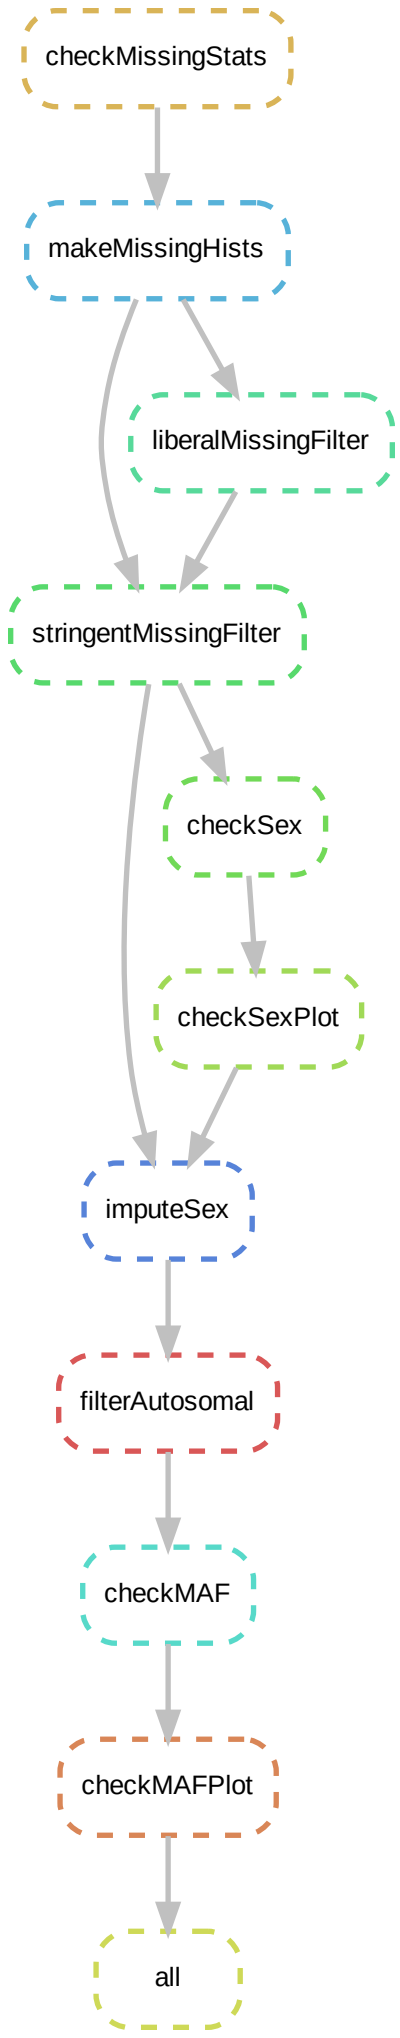 checkMissingStats
makeMissingHists
liberalMissingFilter
stringentMissingFilter
checkSex
checkSexPlot
imputeSex
filterAutosomal
checkMAF
checkMAFPlot
all